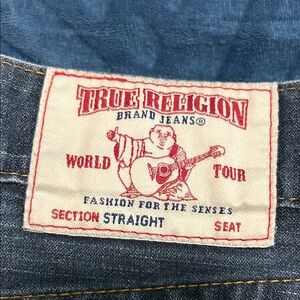 TRUE RELIGION
BRAND JEANS®
WORLD TOUR
FASHION FOR THE SENSES
SECTION STRAIGHT SEAT